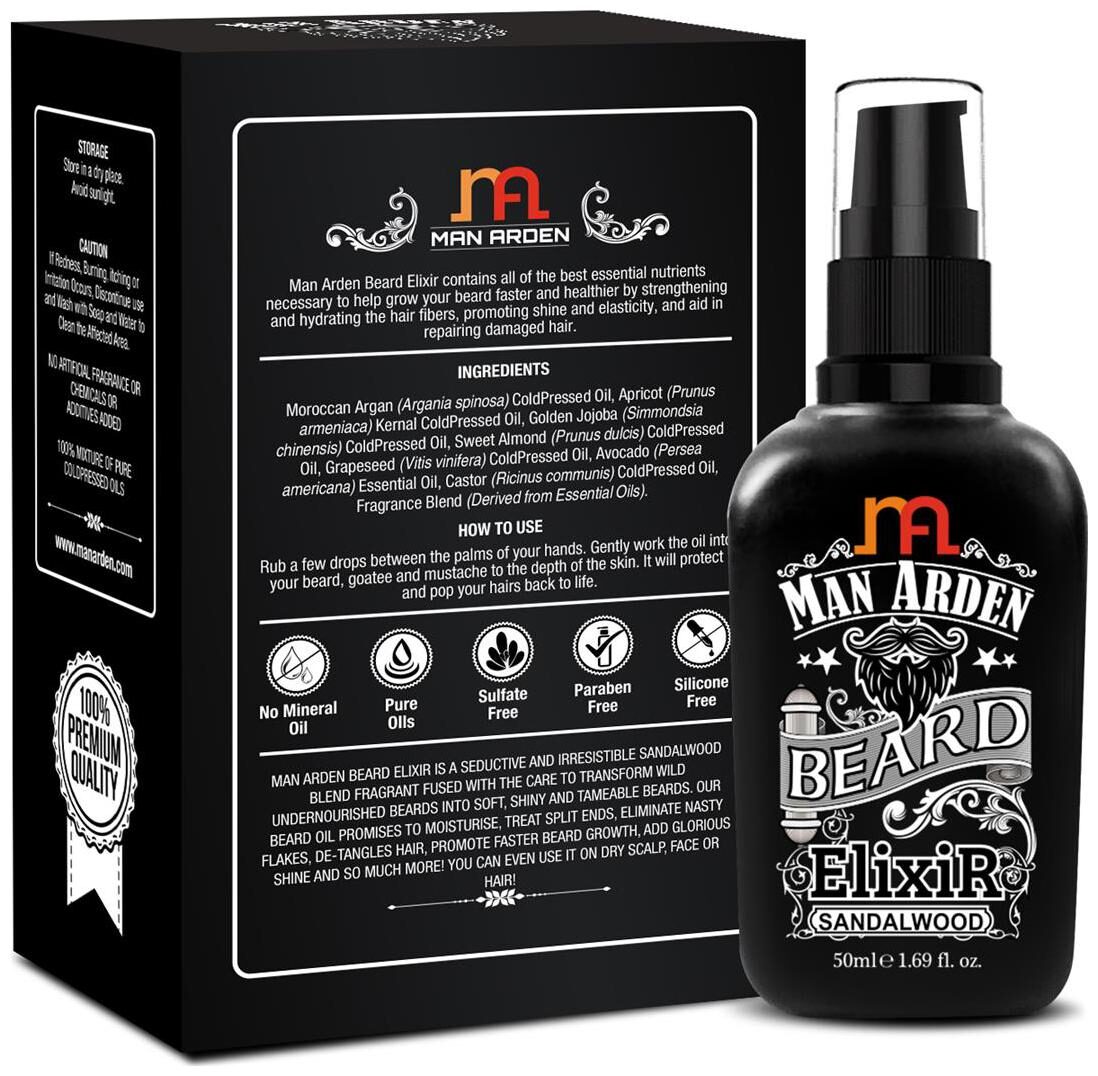 STORAGE
Store in a dry place.
Avoid sunlight.
CAUTION
If Redness, Burning, Itching or
Irritation Occurs, Discontinue use
and Wash with Soap and Water to
Clean the Affected Area.
NO ARTIFICIAL FRAGRANCE OR
CHEMICALS OR
ADDITIVES ADDED
100% MIXTURE OF PURE
COLDPRESSED OILS
www.manarden.com
100%
PREMIUM
QUALITY
MA
MAN ARDEN
Man Arden Beard Elixir contains all of the best essential nutrients
necessary to help grow your beard faster and healthier by strengthening
and hydrating the hair fibers, promoting shine and elasticity, and aid in
repairing damaged hair.
INGREDIENTS
Moroccan Argan (Argania spinosa) ColdPressed Oil, Apricot (Prunus
armeniaca) Kernal ColdPressed Oil, Golden Jojoba (Simmondsia
chinensis) ColdPressed Oil, Sweet Almond (Prunus dulcis) ColdPressed
Oil, Grapeseed (Vitis vinifera) ColdPressed Oil, Avocado (Persea
americana) Essential Oil, Castor (Ricinus communis) ColdPressed Oil,
Fragrance Blend (Derived from Essential Oils).
HOW TO USE
Rub a few drops between the palms of your hands. Gently work the oil into
your beard, goatee and mustache to the depth of the skin. It will protect
and pop your hairs back to life.
No Mineral
Oil
Pure
OIls
Sulfate
Free
Paraben
Free
Silicone
Free
MAN ARDEN BEARD ELIXIR IS A SEDUCTIVE AND IRRESISTIBLE SANDALWOOD
BLEND FRAGRANT FUSED WITH THE CARE TO TRANSFORM WILD
UNDERNOURISHED BEARDS INTO SOFT, SHINY AND TAMEABLE BEARDS. OUR
BEARD OIL PROMISES TO MOISTURISE, TREAT SPLIT ENDS, ELIMINATE NASTY
FLAKES, DE-TANGLES HAIR, PROMOTE FASTER BEARD GROWTH, ADD GLORIOUS
SHINE AND SO MUCH MORE! YOU CAN EVEN USE IT ON DRY SCALP, FACE OR
HAIR!
MA
MAN ARDEN
BEARD
ElixiR
SANDALWOOD
50ml℮ 1.69 fl. oz.